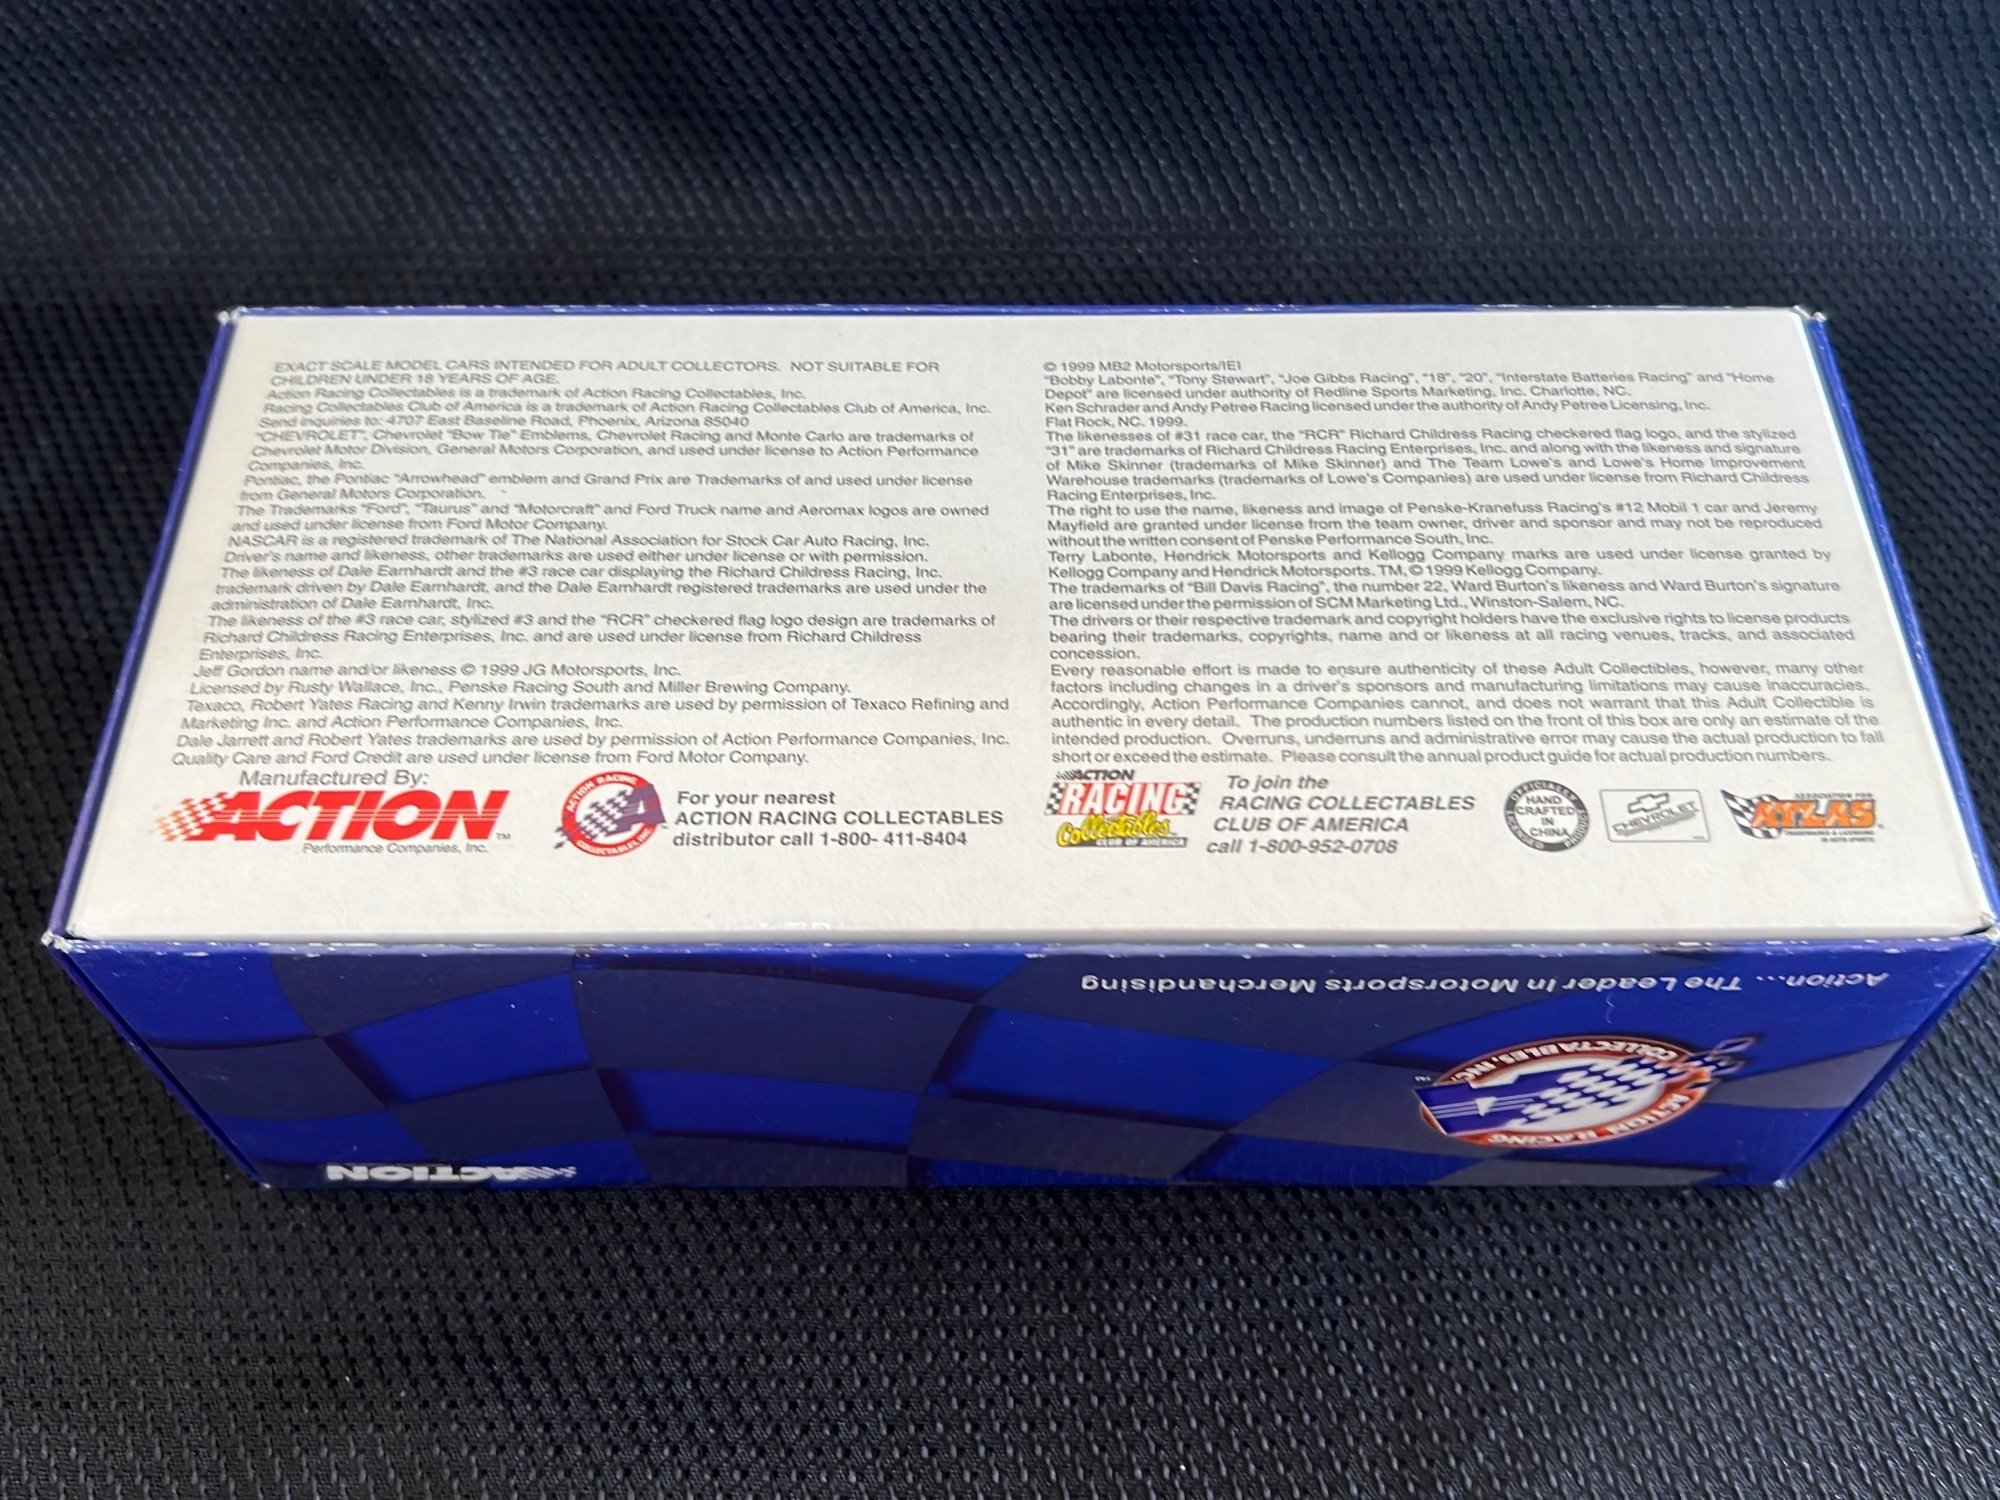 EXACT SCALE MODEL CARS INTENDED FOR ADULT COLLECTORS. NOT SUITABLE FOR
CHILDREN UNDER 18 YEARS OF AGE.
Action Racing Collectables is a trademark of Action Racing Collectables, Inc.
Racing Collectables Club of America is a trademark of Action Racing Collectables Club of America, Inc.
Send inquiries to: 4707 East Baseline Road, Phoenix, Arizona 85040
"CHEVROLET", Chevrolet "Bow Tie" Emblems, Chevrolet Racing and Monte Carlo are trademarks of
Chevrolet Motor Division, General Motors Corporation, and used under license to Action Performance
Companies, Inc.
Pontiac, the Pontiac "Arrowhead" emblem and Grand Prix are Trademarks of and used under license
from General Motors Corporation.
The Trademarks "Ford", "Taurus" and "Motorcraft" and Ford Truck name and Aeromax logos are owned
and used under license from Ford Motor Company.
NASCAR is a registered trademark of The National Association for Stock Car Auto Racing, Inc.
Driver's name and likeness, other trademarks are used either under license or with permission.
The likeness of Dale Earnhardt and the #3 race car displaying the Richard Childress Racing, Inc.
trademark driven by Dale Earnhardt, and the Dale Earnhardt registered trademarks are used under the
administration of Dale Earnhardt, Inc.
The likeness of the #3 race car, stylized #3 and the "RCR" checkered flag logo design are trademarks of
Richard Childress Racing Enterprises, Inc. and are used under license from Richard Childress
Enterprises, Inc.
Jeff Gordon name and/or likeness © 1999 JG Motorsports, Inc.
Licensed by Rusty Wallace, Inc., Penske Racing South and Miller Brewing Company.
Texaco, Robert Yates Racing and Kenny Irwin trademarks are used by permission of Texaco Refining and
Marketing Inc. and Action Performance Companies, Inc.
Dale Jarrett and Robert Yates trademarks are used by permission of Action Performance Companies, Inc.
Quality Care and Ford Credit are used under license from Ford Motor Company.
Manufactured By:
ACTION™
Performance Companies, Inc.
ACTION RACING
COLLECTABLES, INC.
For your nearest
ACTION RACING COLLECTABLES
distributor call 1-800- 411-8404
© 1999 MB2 Motorsports/IEI
"Bobby Labonte", "Tony Stewart", "Joe Gibbs Racing", "18", "20", "Interstate Batteries Racing" and "Home
Depot" are licensed under authority of Redline Sports Marketing, Inc. Charlotte, NC.
Ken Schrader and Andy Petree Racing licensed under the authority of Andy Petree Licensing, Inc.
Flat Rock, NC. 1999.
The likenesses of #31 race car, the "RCR" Richard Childress Racing checkered flag logo, and the stylized
"31" are trademarks of Richard Childress Racing Enterprises, Inc. and along with the likeness and signature
of Mike Skinner (trademarks of Mike Skinner) and The Team Lowe's and Lowe's Home Improvement
Warehouse trademarks (trademarks of Lowe's Companies) are used under license from Richard Childress
Racing Enterprises, Inc.
The right to use the name, likeness and image of Penske-Kranefuss Racing's #12 Mobil 1 car and Jeremy
Mayfield are granted under license from the team owner, driver and sponsor and may not be reproduced
without the written consent of Penske Performance South, Inc.
Terry Labonte, Hendrick Motorsports and Kellogg Company marks are used under license granted by
Kellogg Company and Hendrick Motorsports. TM, © 1999 Kellogg Company.
The trademarks of "Bill Davis Racing", the number 22, Ward Burton's likeness and Ward Burton's signature
are licensed under the permission of SCM Marketing Ltd., Winston-Salem, NC.
The drivers or their respective trademark and copyright holders have the exclusive rights to license products
bearing their trademarks, copyrights, name and or likeness at all racing venues, tracks, and associated
concession.
Every reasonable effort is made to ensure authenticity of these Adult Collectibles, however, many other
factors including changes in a driver's sponsors and manufacturing limitations may cause inaccuracies.
Accordingly, Action Performance Companies cannot, and does not warrant that this Adult Collectible is
authentic in every detail. The production numbers listed on the front of this box are only an estimate of the
intended production. Overruns, underruns and administrative error may cause the actual production to fall
short or exceed the estimate. Please consult the annual product guide for actual production numbers.
ACTION
RACING
Collectables
CLUB OF AMERICA
To join the
RACING COLLECTABLES
CLUB OF AMERICA
call 1-800-952-0708
OFFICIALLY
HAND
CRAFTED
IN
CHINA
LICENSED PRODUCT
CHEVROLET
ASSOCIATION FOR
ATLAS
TRADEMARKS & LICENSING
IN AUTO SPORTS
Action... The Leader In Motorsports Merchandising
ACTION RACING
COLLECTABLES, INC.
TM
ACTION